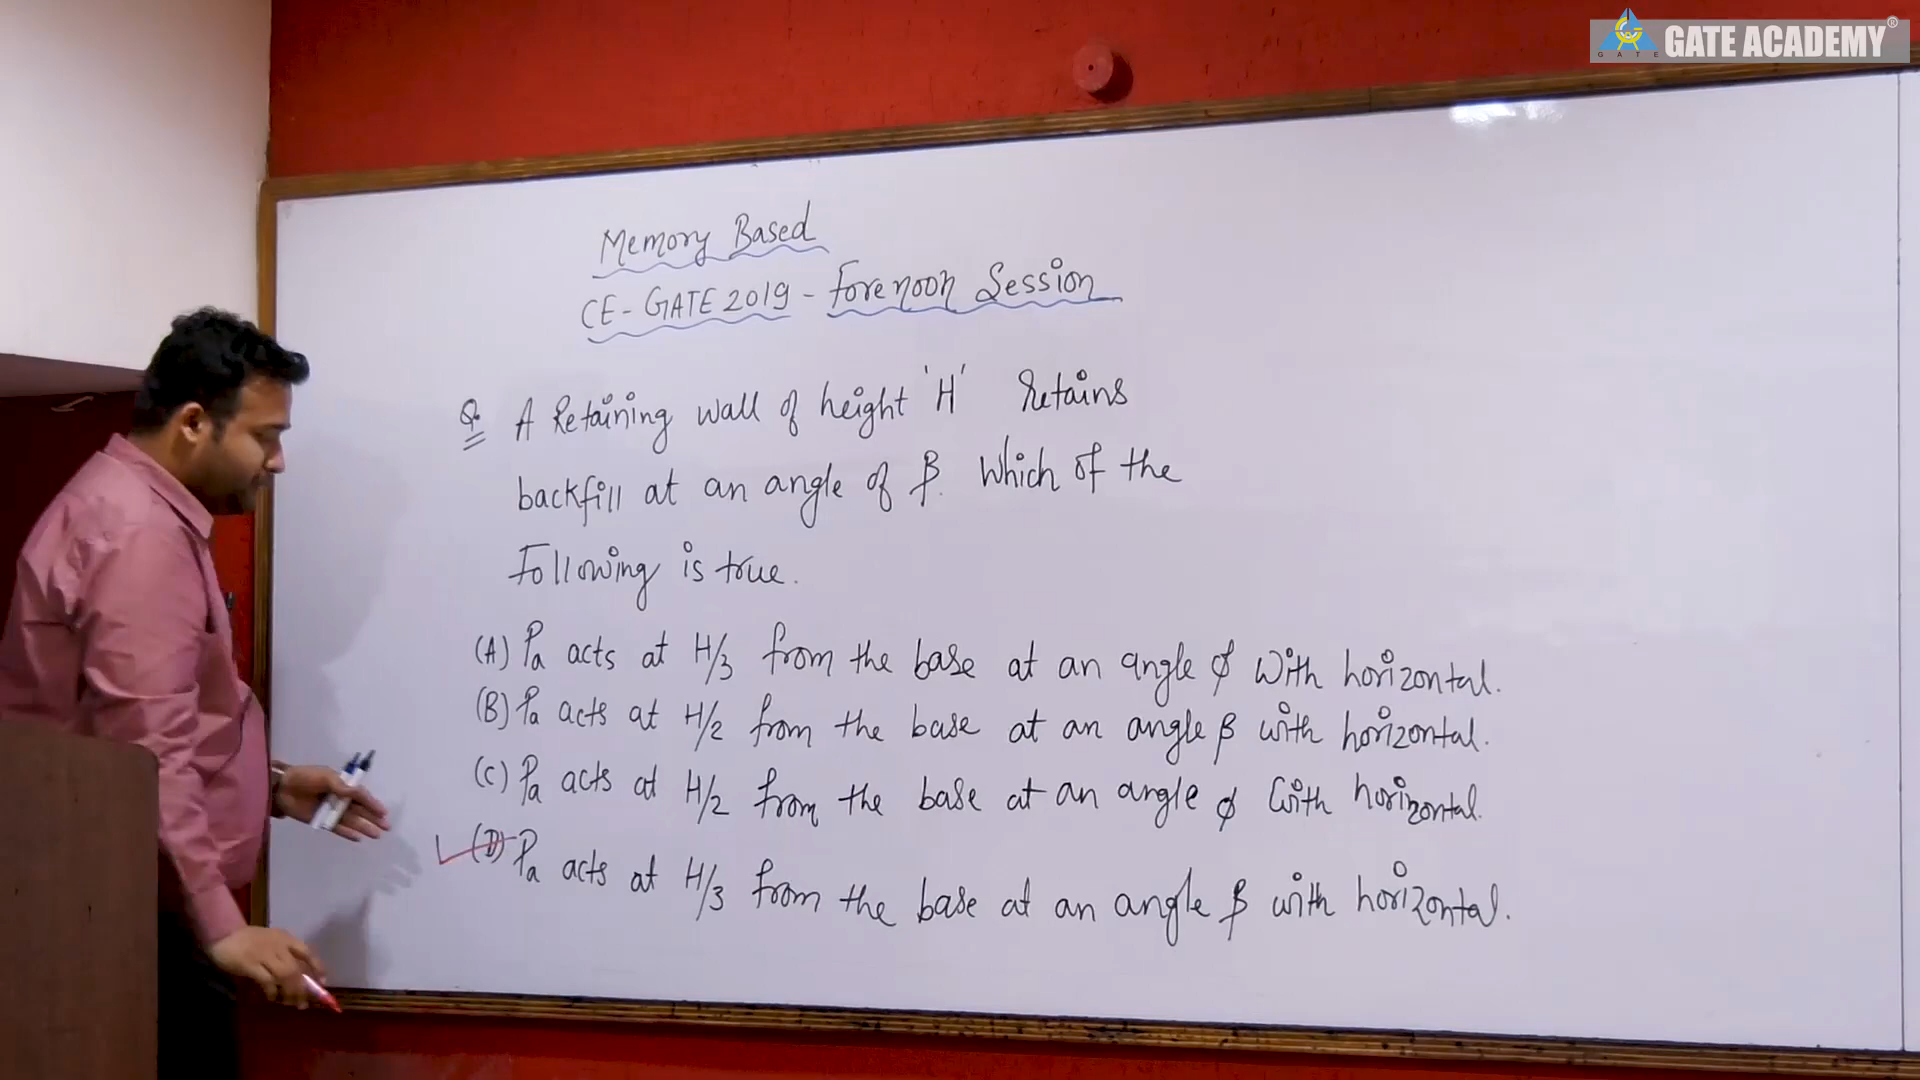 GATE ACADEMY®
GATE
Memory Based
CE-GATE 2019 - Forenoon Session
Q. A Retaining wall of height 'H' Retains
backfill at an angle of β. Which of the
Following is true.
(A) Pa acts at H/3 from the base at an angle φ With horizontal.
(B) Pa acts at H/2 from the base at an angle β with horizontal.
(C) Pa acts at H/2 from the base at an angle φ With horizontal.
(D) Pa acts at H/3 from the base at an angle β with horizontal.